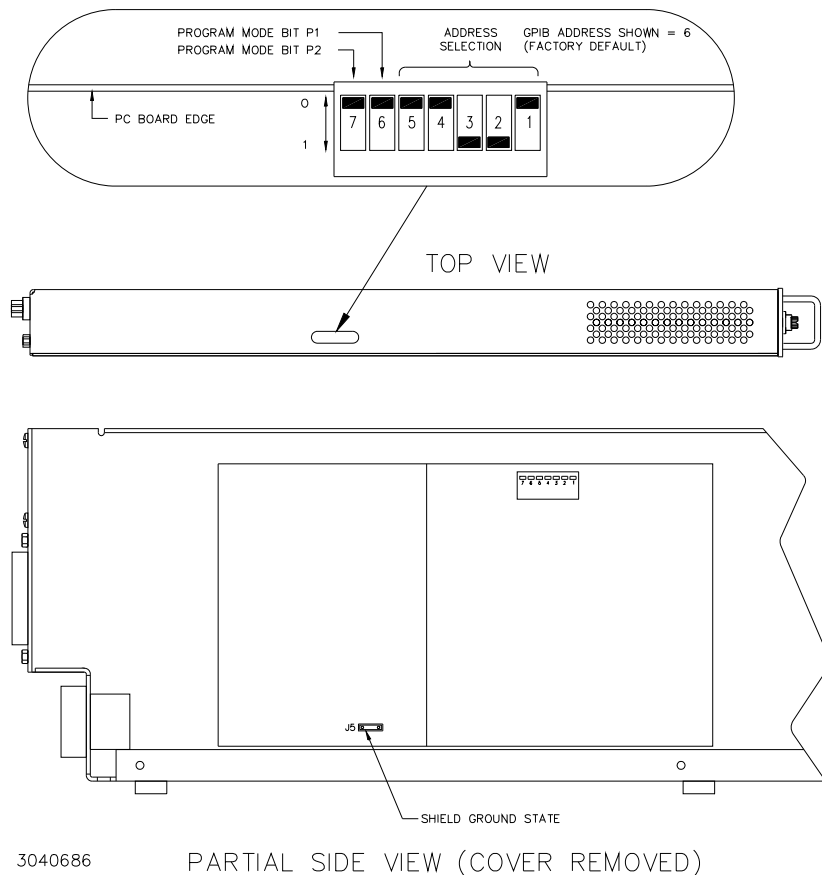 PROGRAM MODE BIT P1
PROGRAM MODE BIT P2
ADDRESS
SELECTION
GPIB ADDRESS SHOWN = 6
(FACTORY DEFAULT)
PC BOARD EDGE
0
1
7 6 5 4 3 2 1
TOP VIEW
J5
SHIELD GROUND STATE
3040686
PARTIAL SIDE VIEW (COVER REMOVED)